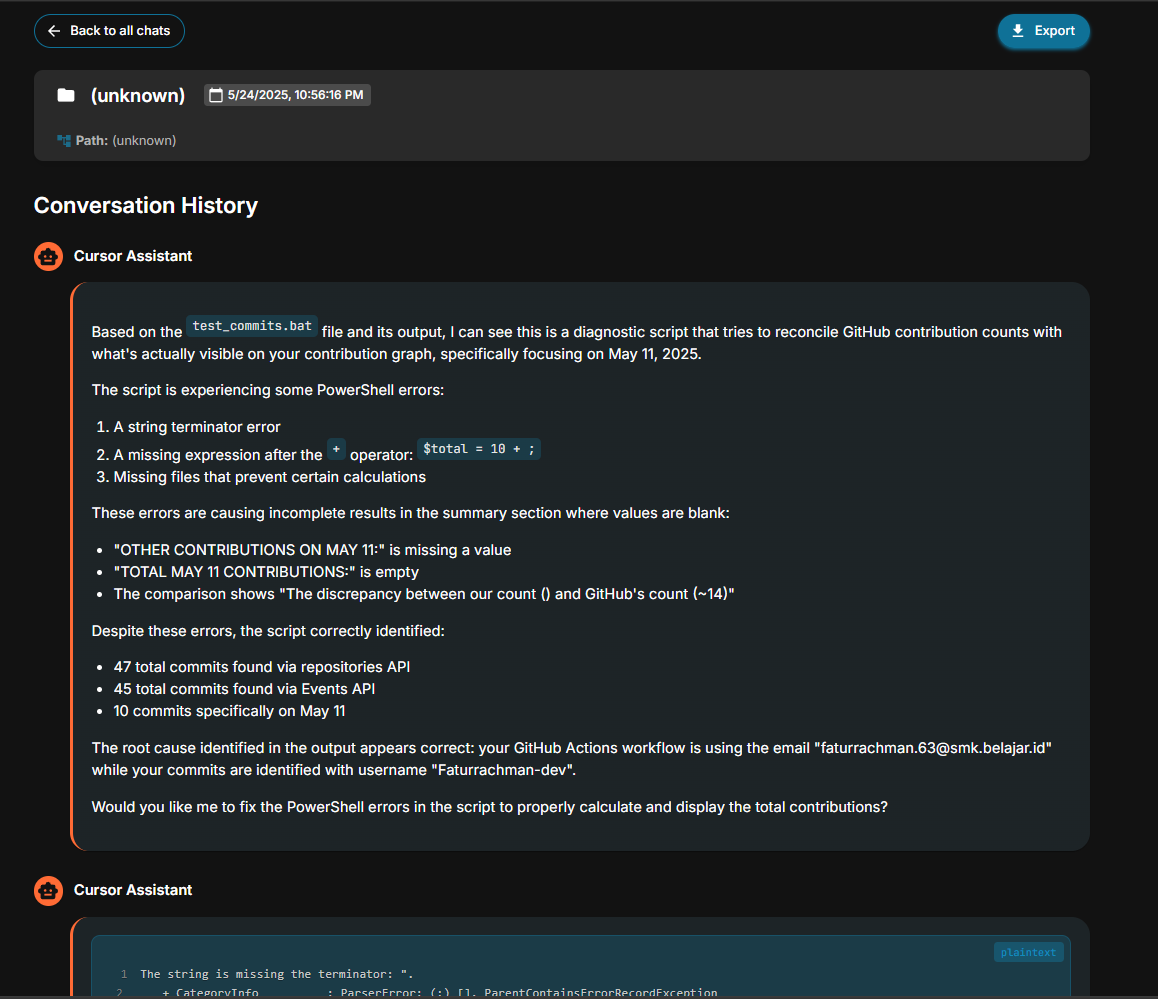 Back to all chats
Export
(unknown)
5/24/2025, 10:56:16 PM
Path: (unknown)
Conversation History
Cursor Assistant
Based on the test_commits.bat file and its output, I can see this is a diagnostic script that tries to reconcile GitHub contribution counts with
what's actually visible on your contribution graph, specifically focusing on May 11, 2025.
The script is experiencing some PowerShell errors:
1. A string terminator error
2. A missing expression after the + operator: $total = 10 + ;
3. Missing files that prevent certain calculations
These errors are causing incomplete results in the summary section where values are blank:
• "OTHER CONTRIBUTIONS ON MAY 11:" is missing a value
• "TOTAL MAY 11 CONTRIBUTIONS:" is empty
• The comparison shows "The discrepancy between our count () and GitHub's count (~14)"
Despite these errors, the script correctly identified:
• 47 total commits found via repositories API
• 45 total commits found via Events API
• 10 commits specifically on May 11
The root cause identified in the output appears correct: your GitHub Actions workflow is using the email "faturrachman.63@smk.belajar.id"
while your commits are identified with username "Faturrachman-dev".
Would you like me to fix the PowerShell errors in the script to properly calculate and display the total contributions?
Cursor Assistant
plaintext
1 The string is missing the terminator: ".
2 + CategoryInfo : ParserError: (:) [], ParentContainsErrorRecordException